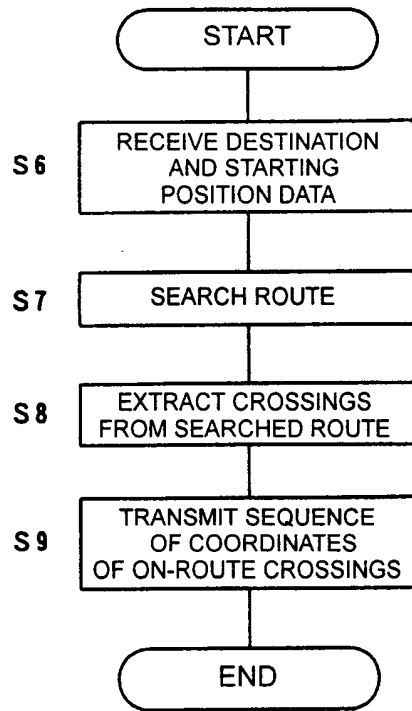 START
S6
RECEIVE DESTINATION
AND STARTING
POSITION DATA
S7
SEARCH ROUTE
S8
EXTRACT CROSSINGS
FROM SEARCHED ROUTE
S9
TRANSMIT SEQUENCE
OF COORDINATES
OF ON-ROUTE CROSSINGS
END